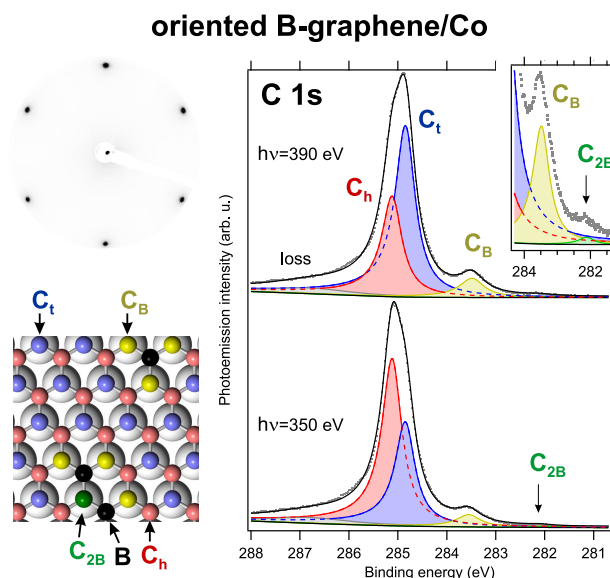 oriented B-graphene/Co
C 1s
hν=390 eV
Ct
Ch
CB
loss
CB
C2B
284
282
Photoemission intensity (arb. u.)
hν=350 eV
C2B
288
287
286
285
284
283
282
281
Binding energy (eV)
Ct
CB
C2B
B
Ch